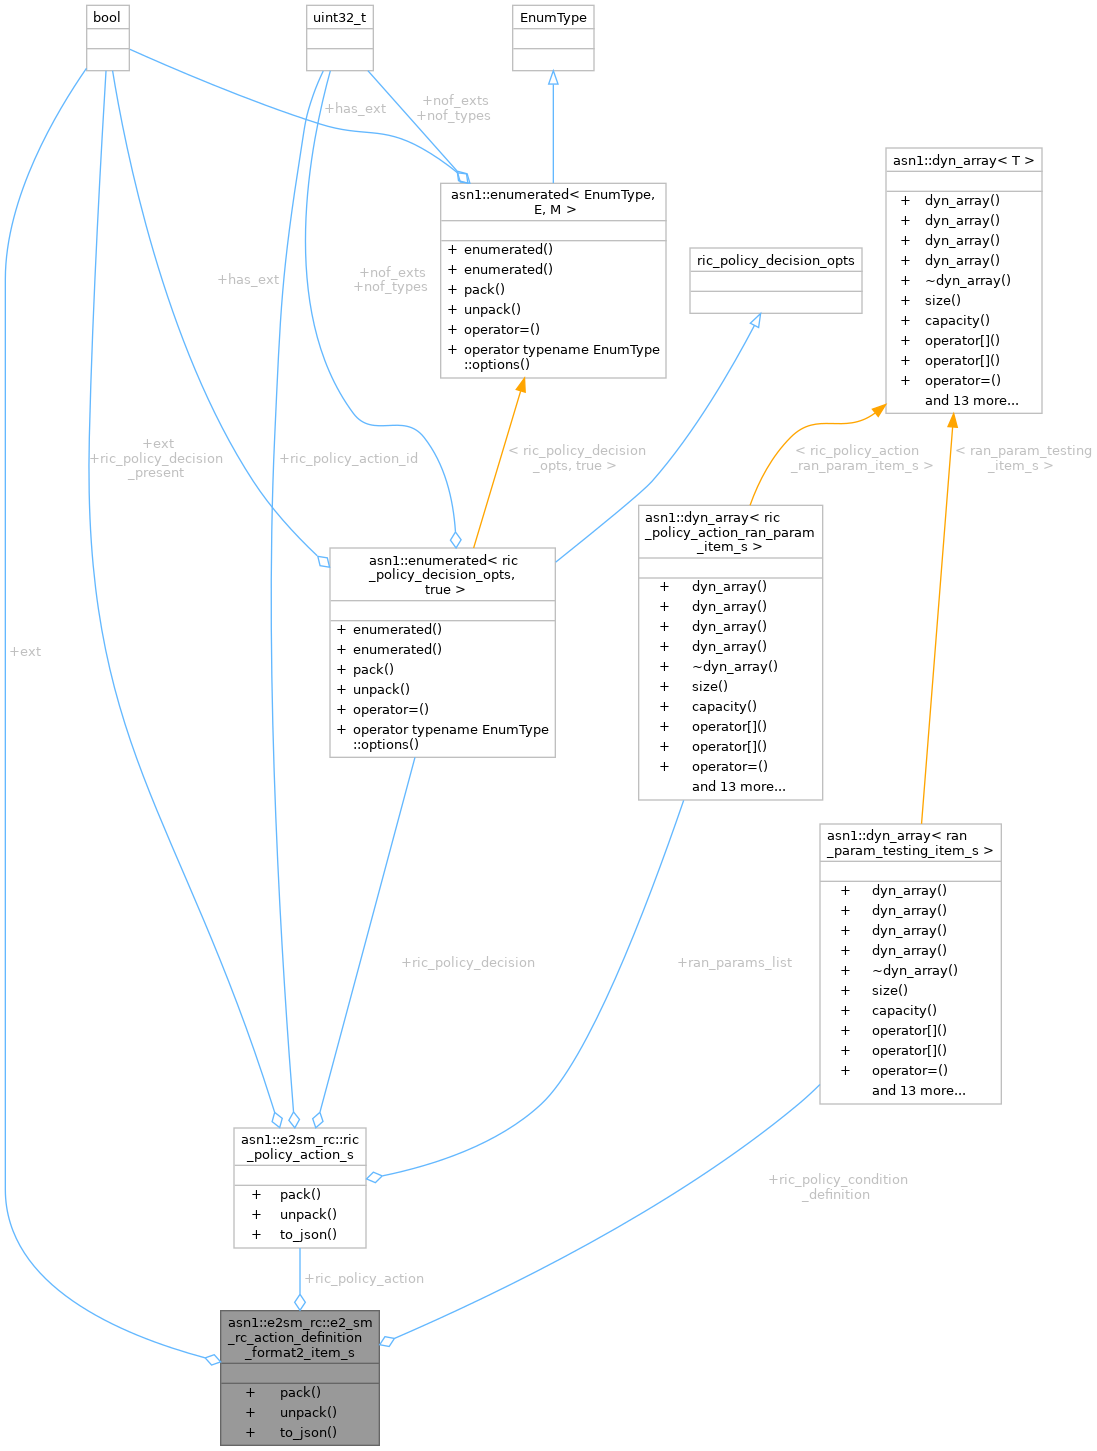 bool
uint32_t
EnumType
+has_ext
+nof_exts
+nof_types
asn1::dyn_array< T >
+ dyn_array()
+ dyn_array()
+ dyn_array()
+ dyn_array()
+ ~dyn_array()
+ size()
+ capacity()
+ operator[]()
+ operator[]()
+ operator=()
and 13 more...
asn1::enumerated< EnumType,
E, M >
+ enumerated()
+ enumerated()
+ pack()
+ unpack()
+ operator=()
+ operator typename EnumType
::options()
ric_policy_decision_opts
+has_ext
+nof_exts
+nof_types
+ext
+ric_policy_decision
_present
+ric_policy_action_id
< ric_policy_decision
_opts, true >
< ric_policy_action
_ran_param_item_s >
< ran_param_testing
_item_s >
asn1::dyn_array< ric
_policy_action_ran_param
_item_s >
+ dyn_array()
+ dyn_array()
+ dyn_array()
+ dyn_array()
+ ~dyn_array()
+ size()
+ capacity()
+ operator[]()
+ operator[]()
+ operator=()
and 13 more...
asn1::enumerated< ric
_policy_decision_opts,
true >
+ enumerated()
+ enumerated()
+ pack()
+ unpack()
+ operator=()
+ operator typename EnumType
::options()
+ext
asn1::dyn_array< ran
_param_testing_item_s >
+ dyn_array()
+ dyn_array()
+ dyn_array()
+ dyn_array()
+ ~dyn_array()
+ size()
+ capacity()
+ operator[]()
+ operator[]()
+ operator=()
and 13 more...
+ric_policy_decision
+ran_params_list
asn1::e2sm_rc::ric
_policy_action_s
+ pack()
+ unpack()
+ to_json()
+ric_policy_condition
_definition
+ric_policy_action
asn1::e2sm_rc::e2_sm
_rc_action_definition
_format2_item_s
+ pack()
+ unpack()
+ to_json()